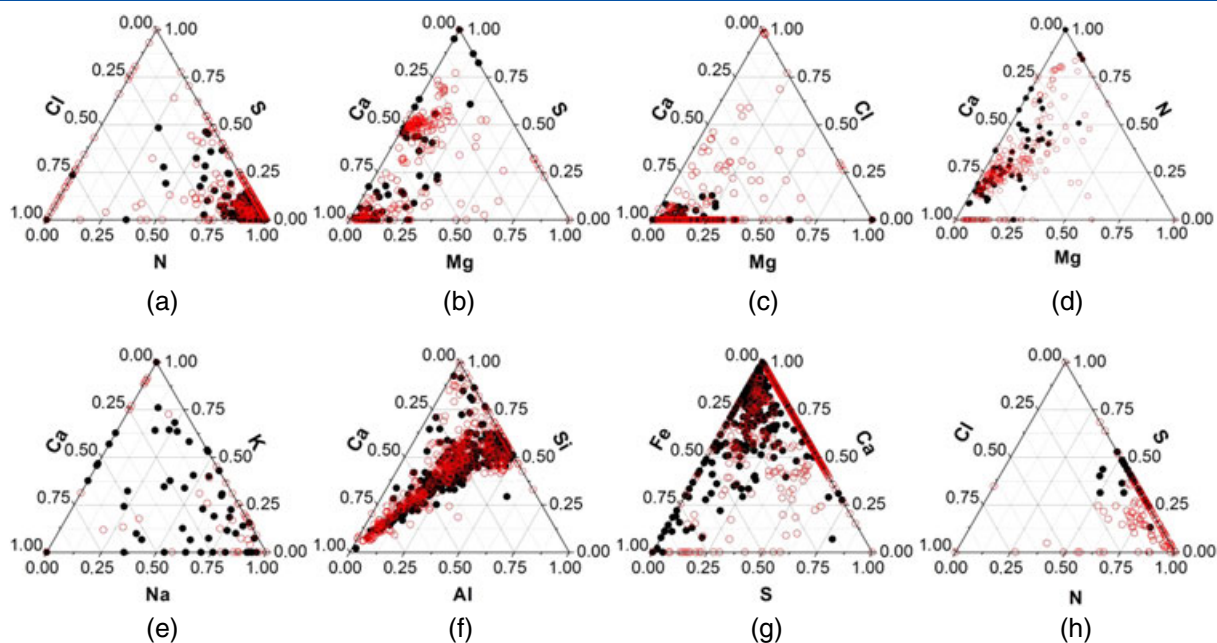 0.00 1.00 0.00 1.00 0.00 1.00 0.00 1.00
0.25 0.75 0.25 0.75 0.25 0.75 0.25 0.75
Cl S Ca S Ca Cl Ca N
0.50 0.50 0.50 0.50 0.50 0.50 0.50 0.50
0.75 0.25 0.75 0.25 0.75 0.25 0.75 0.25
1.00 0.00 1.00 0.00 1.00 0.00 1.00 0.00
0.00 0.25 0.50 0.75 1.00 0.00 0.25 0.50 0.75 1.00 0.00 0.25 0.50 0.75 1.00 0.00 0.25 0.50 0.75 1.00
N Mg Mg Mg
(a) (b) (c) (d)
0.00 1.00 0.00 1.00 0.00 1.00 0.00 1.00
0.25 0.75 0.25 0.75 0.25 0.75 0.25 0.75
Ca K Ca Si Fe Ca Cl S
0.50 0.50 0.50 0.50 0.50 0.50 0.50 0.50
0.75 0.25 0.75 0.25 0.75 0.25 0.75 0.25
1.00 0.00 1.00 0.00 1.00 0.00 1.00 0.00
0.00 0.25 0.50 0.75 1.00 0.00 0.25 0.50 0.75 1.00 0.00 0.25 0.50 0.75 1.00 0.00 0.25 0.50 0.75 1.00
Na Al S N
(e) (f) (g) (h)